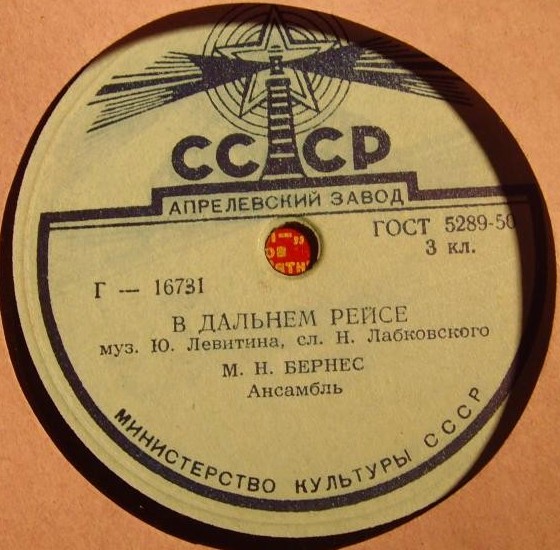 СССР
АПРЕЛЕВСКИЙ ЗАВОД
ГОСТ 5289-50
3 кл.
Г — 16731
В ДАЛЬНЕМ РЕЙСЕ
муз. Ю. Левитина, сл. Н. Лабковского
М. Н. БЕРНЕС
Ансамбль
МИНИСТЕРСТВО КУЛЬТУРЫ СССР